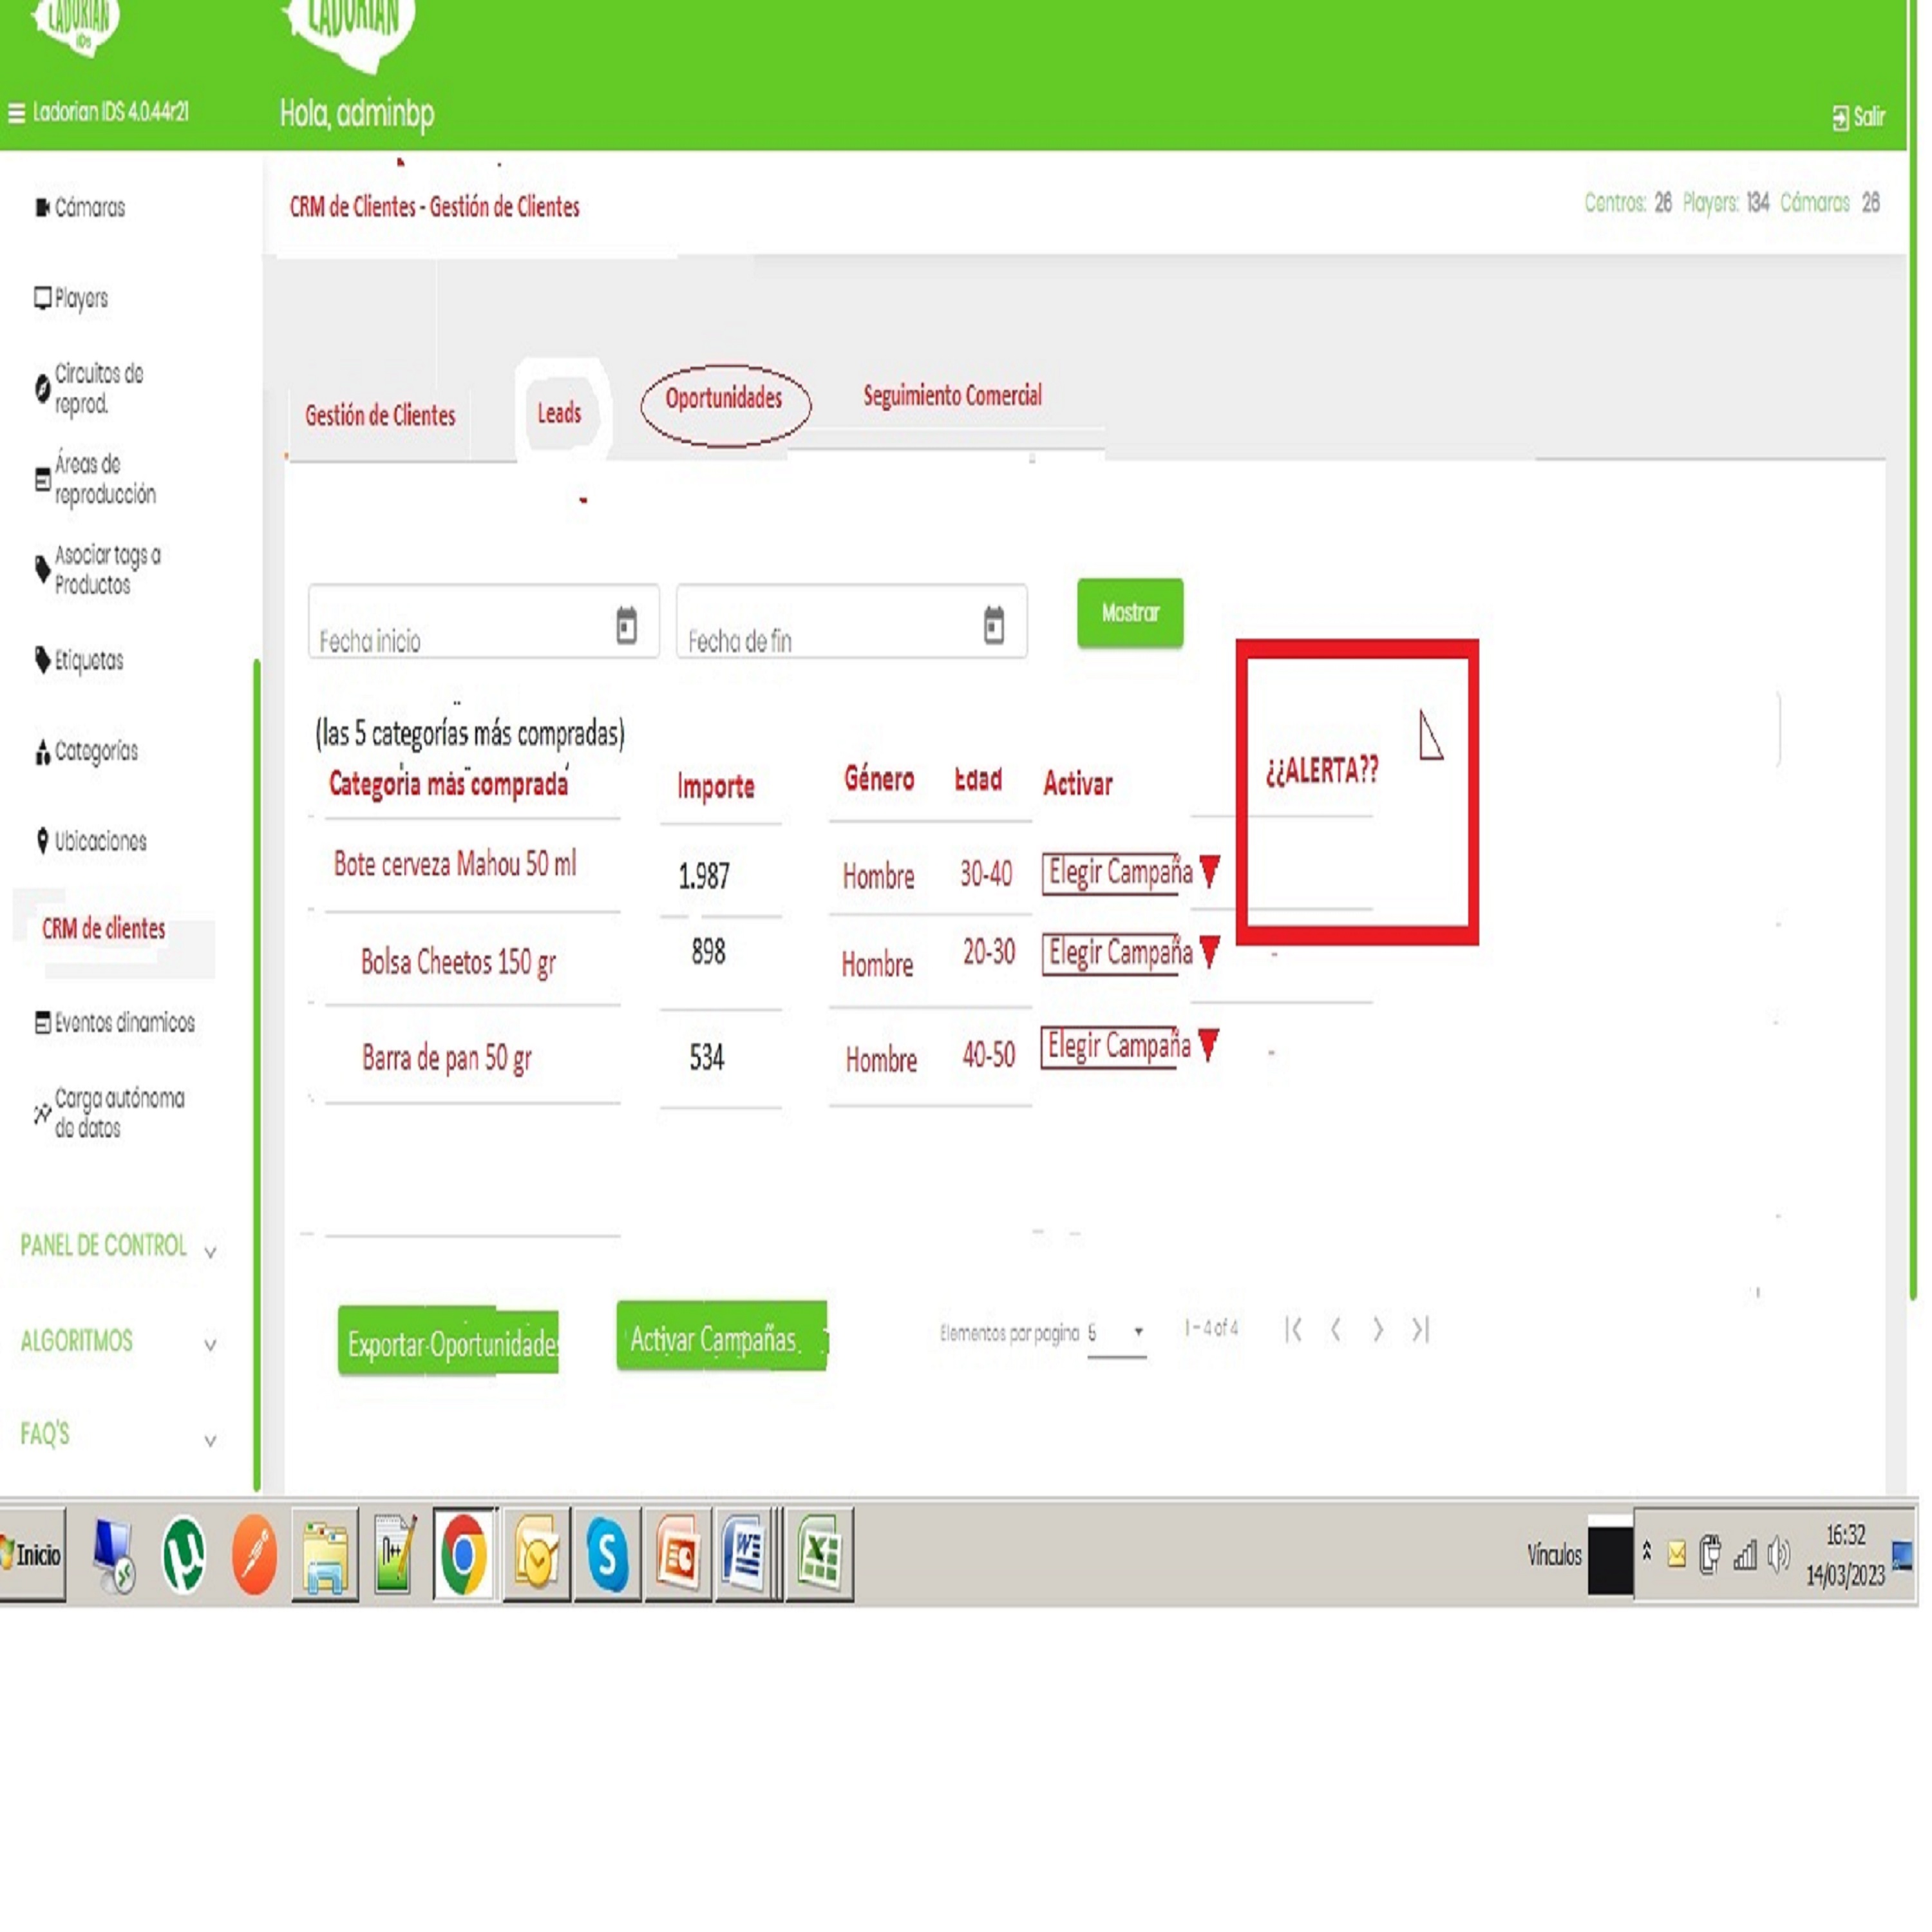 LADORIAN
IDs
LADORIAN
Ladorian IDS 4.0.44r21
Hola, adminbp
Salir
Cámaras
CRM de Clientes - Gestión de Clientes
Centros: 26 Players: 134 Cámaras 26
Players
Circuitos de
reprod.
Gestión de Clientes
Leads
Oportunidades
Seguimiento Comercial
Áreas de
reproducción
Asociar tags a
Productos
Fecha inicio
Fecha de fin
Mostrar
Etiquetas
(las 5 categorías más compradas)
Categorías
Categoria más comprada
Importe
Género
Edad
Activar
¿¿ALERTA??
Ubicaciones
Bote cerveza Mahou 50 ml
1.987
Hombre
30-40
Elegir Campaña
CRM de clientes
Bolsa Cheetos 150 gr
898
Hombre
20-30
Elegir Campaña
Eventos dinamicos
Barra de pan 50 gr
534
Hombre
40-50
Elegir Campaña
Carga autónoma
de datos
PANEL DE CONTROL
ALGORITMOS
FAQ'S
Exportar Oportunidades
Activar Campañas
Elementos por pagina 5
1 – 4 of 4
Inicio
Vínculos
16:32
14/03/2023